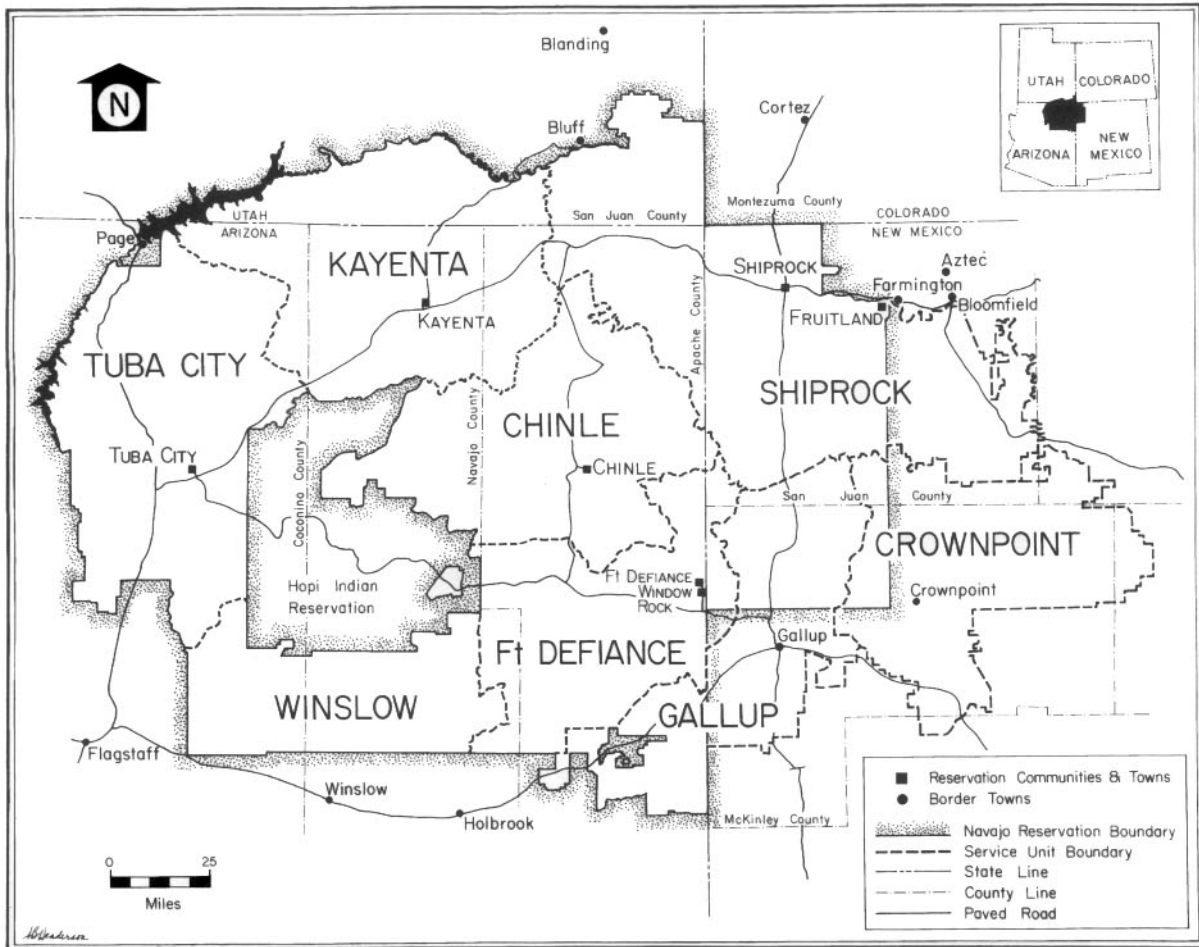 Blanding
N
Cortez
UTAH
COLORADO
ARIZONA
NEW
MEXICO
Bluff
UTAH
ARIZONA
San Juan County
Montezuma County
COLORADO
NEW MEXICO
Page
KAYENTA
KAYENTA
SHIPROCK
Aztec
Farmington
Bloomfield
FRUITLAND
TUBA CITY
Apache County
SHIPROCK
CHINLE
Navajo County
TUBA CITY
CHINLE
Coconino County
San Juan County
CROWNPOINT
Hopi Indian
Reservation
FT DEFIANCE
WINDOW
ROCK
Crownpoint
Gallup
Ft DEFIANCE
WINSLOW
GALLUP
Flagstaff
Winslow
Holbrook
McKinley County
Reservation Communities & Towns
Border Towns
Navajo Reservation Boundary
Service Unit Boundary
State Line
County Line
Paved Road
0 25
Miles
HBHenderson